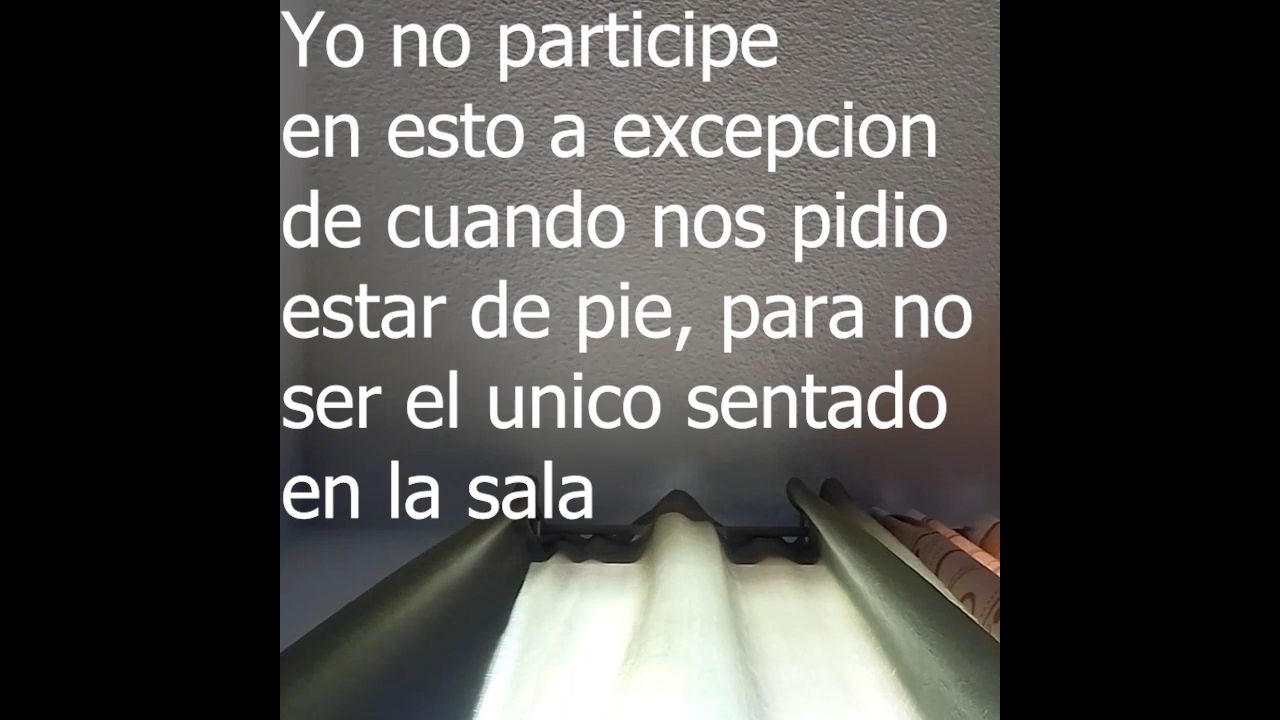 Yo no participe
en esto a excepcion
de cuando nos pidio
estar de pie, para no
ser el unico sentado
en la sala